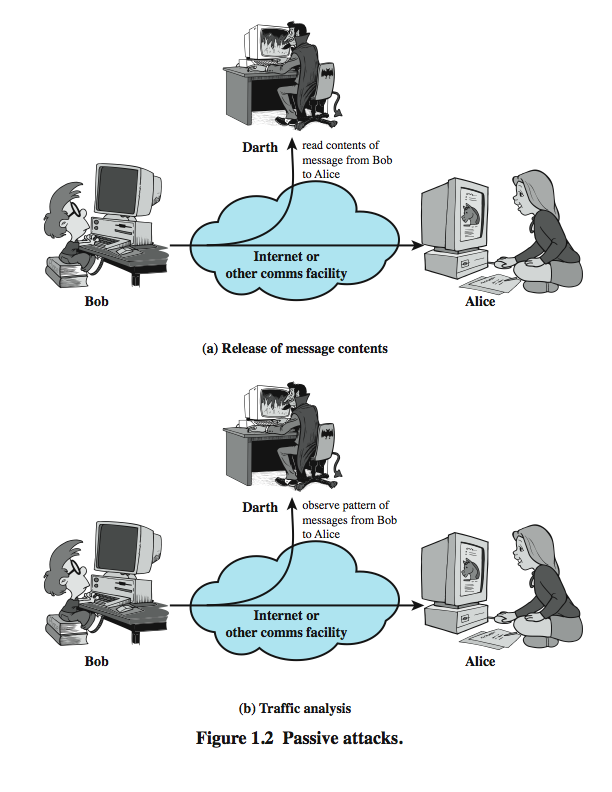 Darth
read contents of
message from Bob
to Alice
Internet or
other comms facility
Bob
Alice
(a) Release of message contents
Darth
observe pattern of
messages from Bob
to Alice
Internet or
other comms facility
Bob
Alice
(b) Traffic analysis
Figure 1.2 Passive attacks.